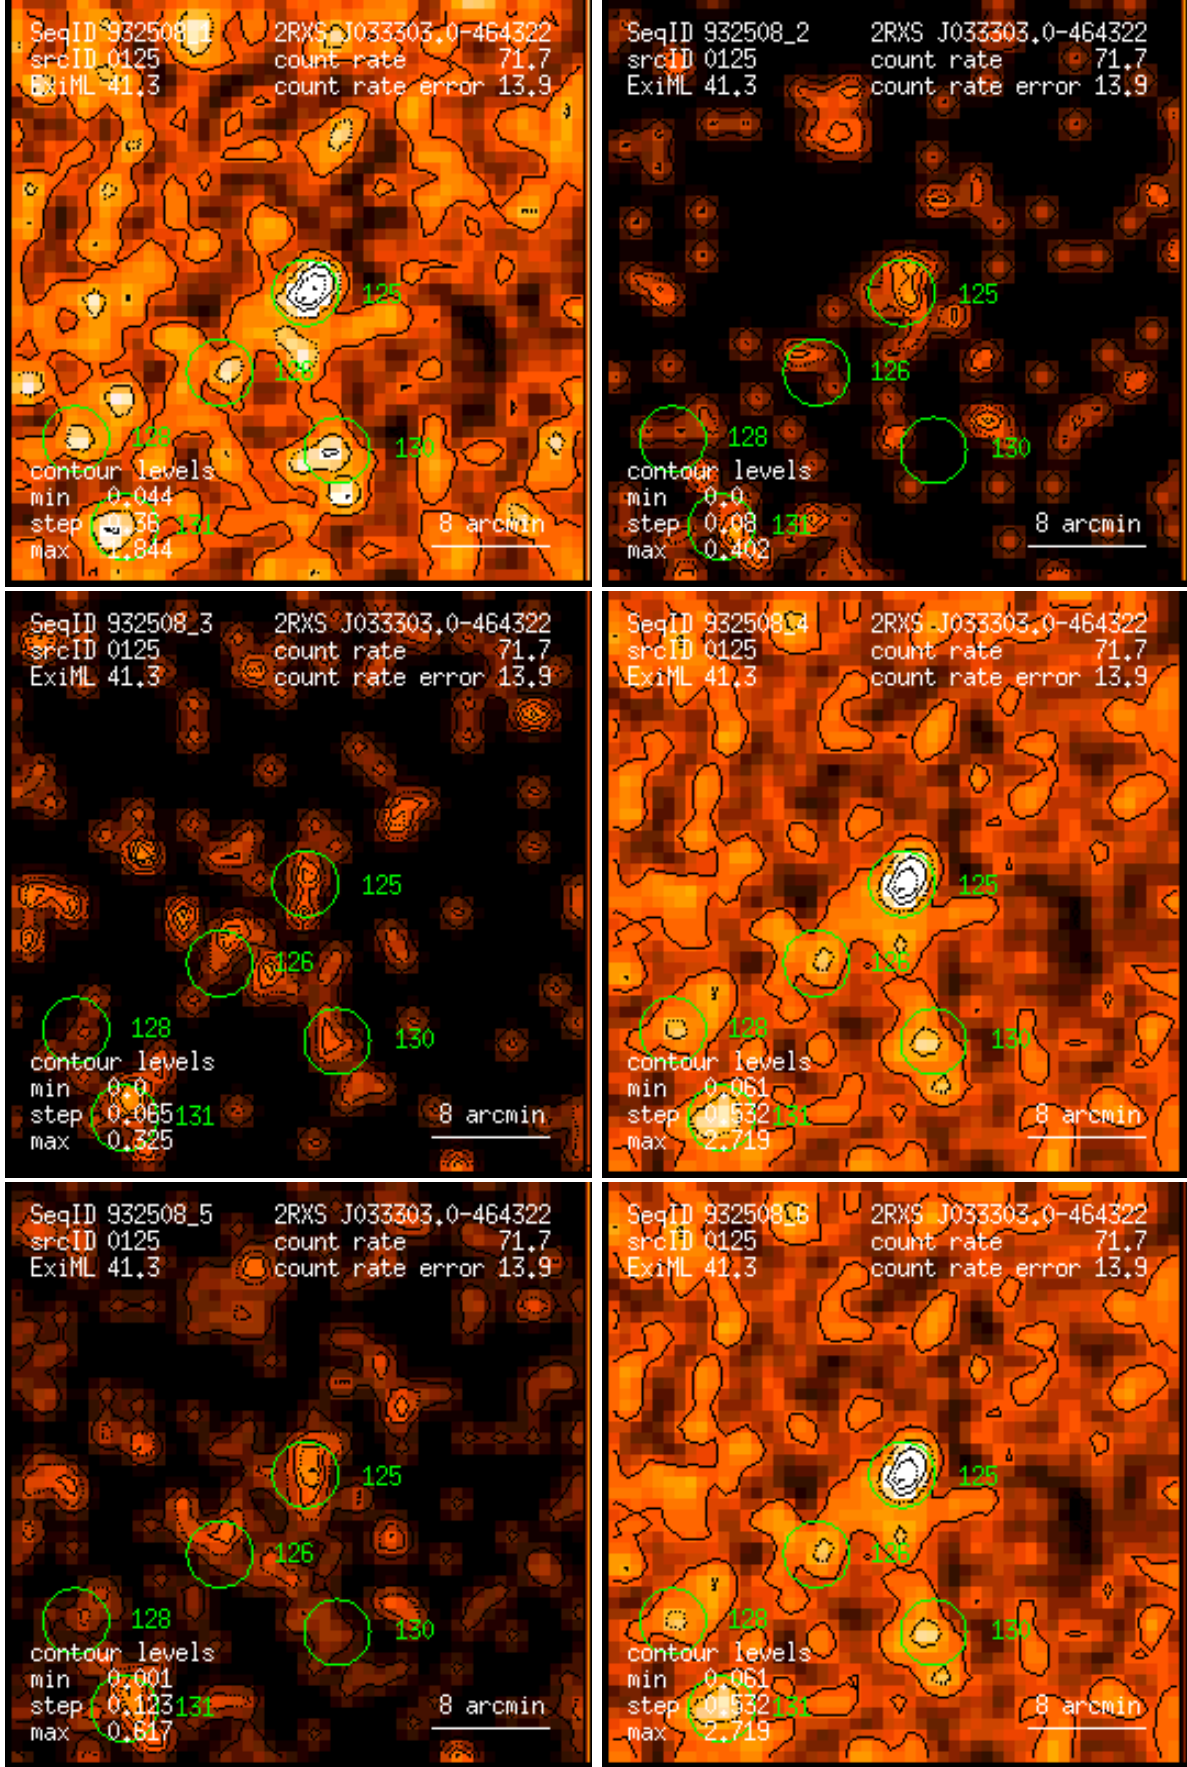 SeqID 932508_1 2RXS J033303.0-464322
srcID 0125 count rate 71.7
ExiML 41.3 count rate error 13.9
125
126
128
130
contour levels
min 0.044
step 0.36 131 8 arcmin
max 1.844
SeqID 932508_2 2RXS J033303.0-464322
srcID 0125 count rate 71.7
ExiML 41.3 count rate error 13.9
125
126
128
130
contour levels
min 0.0
step 0.08 131 8 arcmin
max 0.402
SeqID 932508_3 2RXS J033303.0-464322
srcID 0125 count rate 71.7
ExiML 41.3 count rate error 13.9
125
126
128
130
contour levels
min 0.0
step 0.065 131 8 arcmin
max 0.325
SeqID 932508_4 2RXS J033303.0-464322
srcID 0125 count rate 71.7
ExiML 41.3 count rate error 13.9
125
126
128
130
contour levels
min 0.061
step 0.532 131 8 arcmin
max 2.719
SeqID 932508_5 2RXS J033303.0-464322
srcID 0125 count rate 71.7
ExiML 41.3 count rate error 13.9
125
126
128
130
contour levels
min 0.001
step 0.123 131 8 arcmin
max 0.617
SeqID 932508_6 2RXS J033303.0-464322
srcID 0125 count rate 71.7
ExiML 41.3 count rate error 13.9
125
126
128
130
contour levels
min 0.061
step 0.532 131 8 arcmin
max 2.719